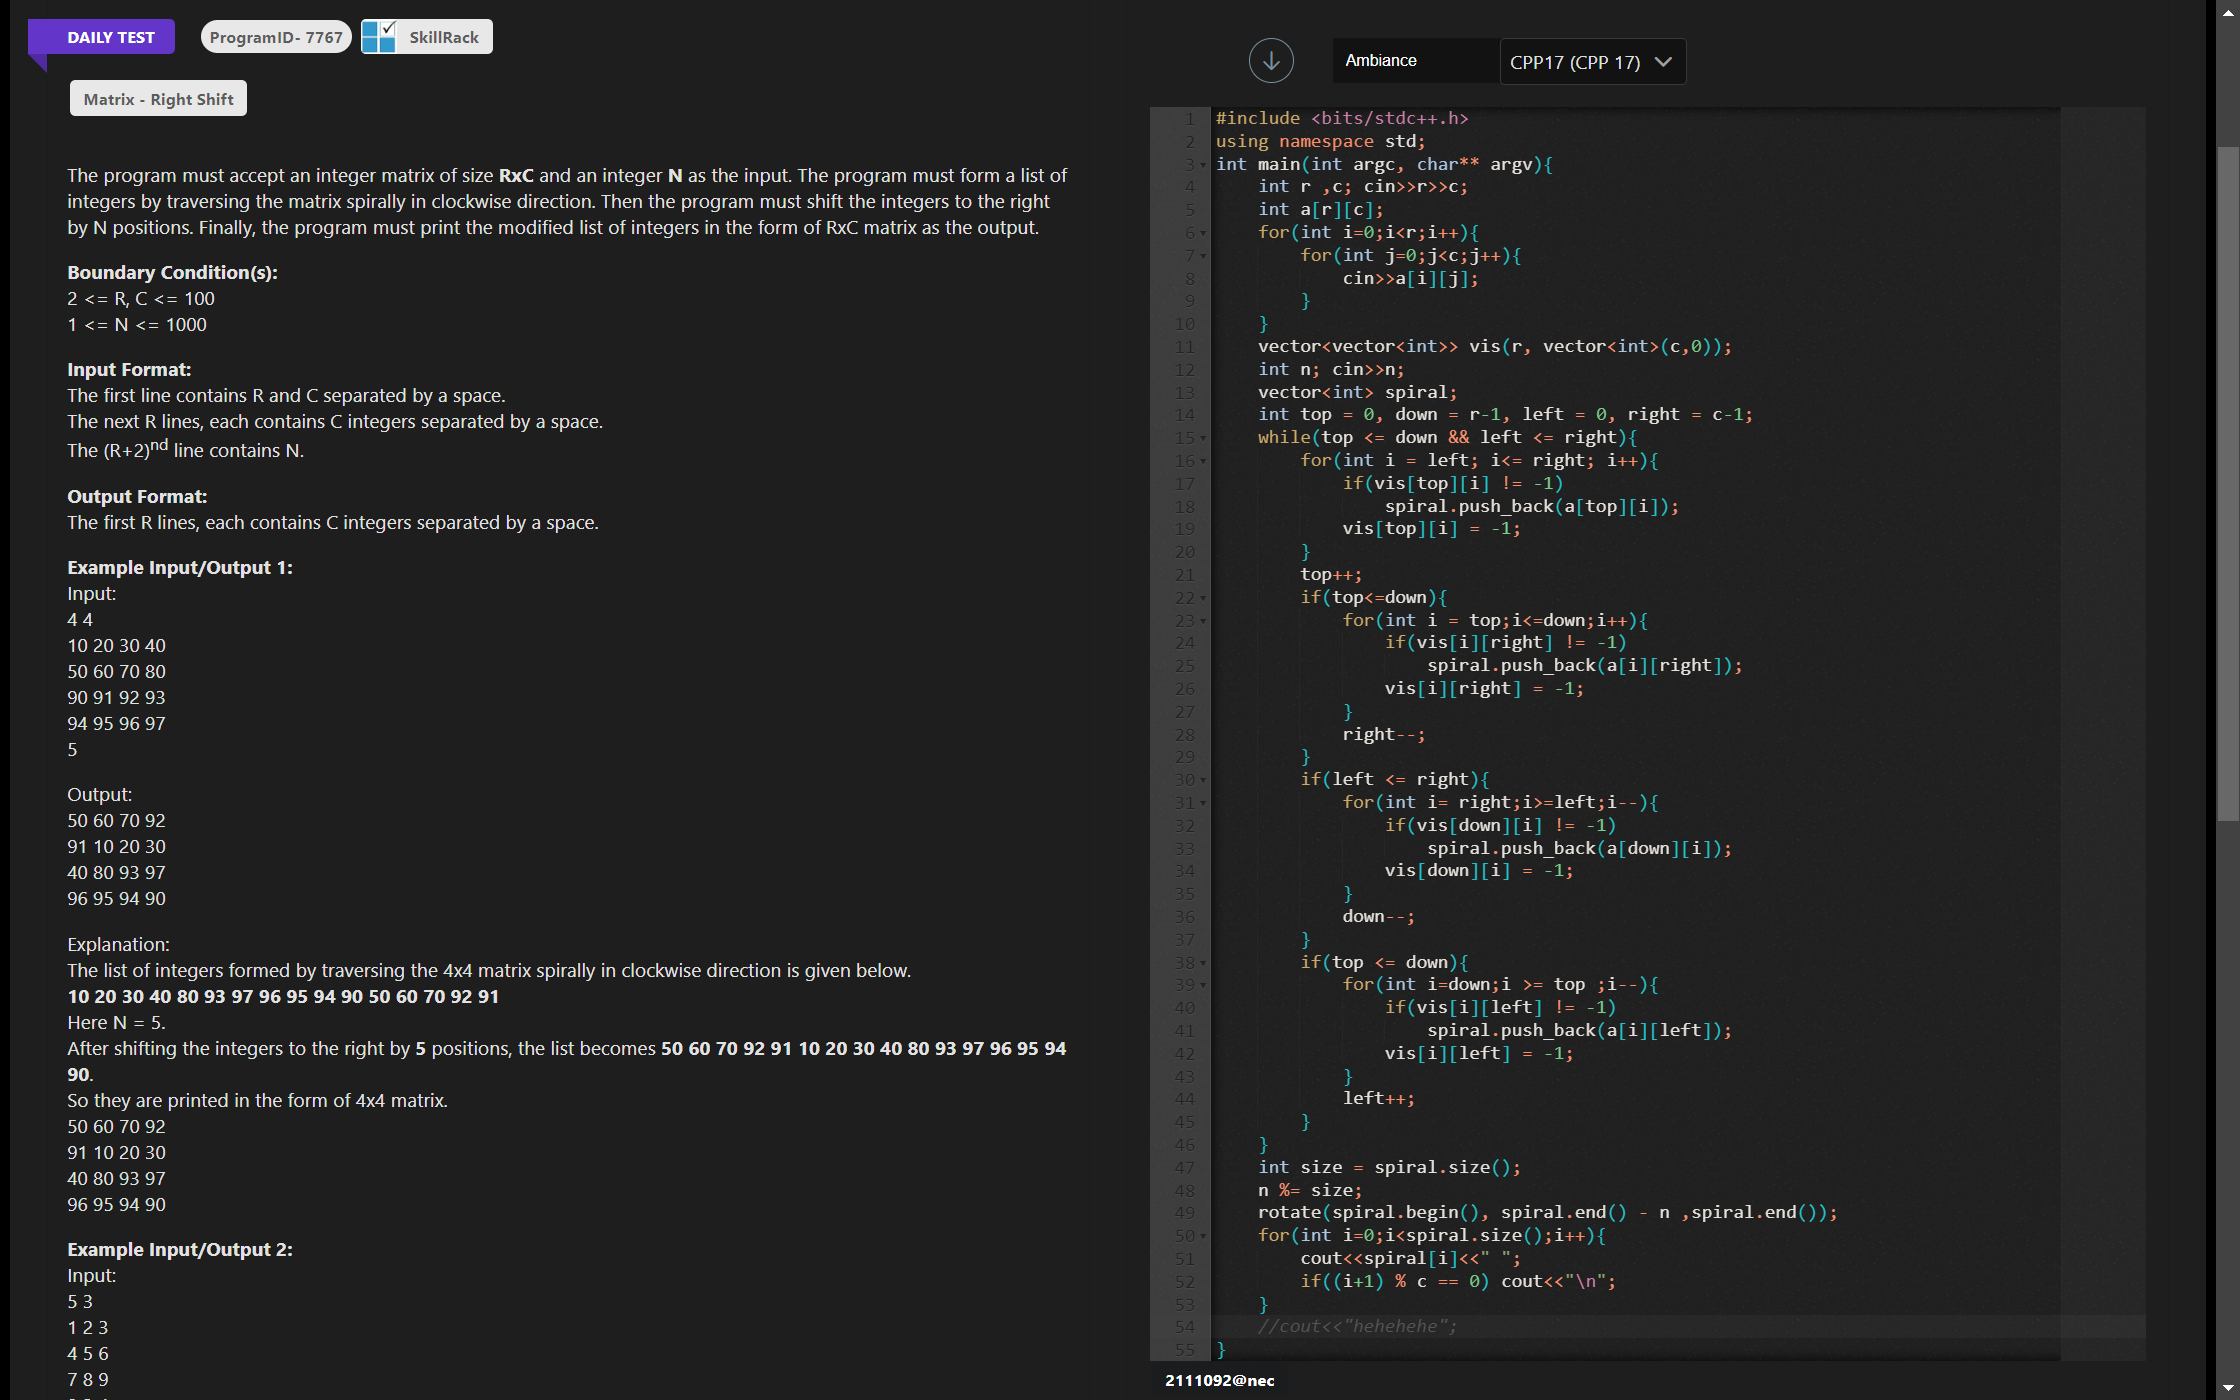 DAILY TEST
ProgramID- 7767
SkillRack
Matrix - Right Shift
The program must accept an integer matrix of size RxC and an integer N as the input. The program must form a list of
integers by traversing the matrix spirally in clockwise direction. Then the program must shift the integers to the right
by N positions. Finally, the program must print the modified list of integers in the form of RxC matrix as the output.
Boundary Condition(s):
2 <= R, C <= 100
1 <= N <= 1000
Input Format:
The first line contains R and C separated by a space.
The next R lines, each contains C integers separated by a space.
The (R+2)nd line contains N.
Output Format:
The first R lines, each contains C integers separated by a space.
Example Input/Output 1:
Input:
4 4
10 20 30 40
50 60 70 80
90 91 92 93
94 95 96 97
5
Output:
50 60 70 92
91 10 20 30
40 80 93 97
96 95 94 90
Explanation:
The list of integers formed by traversing the 4x4 matrix spirally in clockwise direction is given below.
10 20 30 40 80 93 97 96 95 94 90 50 60 70 92 91
Here N = 5.
After shifting the integers to the right by 5 positions, the list becomes 50 60 70 92 91 10 20 30 40 80 93 97 96 95 94
90.
So they are printed in the form of 4x4 matrix.
50 60 70 92
91 10 20 30
40 80 93 97
96 95 94 90
Example Input/Output 2:
Input:
5 3
1 2 3
4 5 6
7 8 9
Ambiance
CPP17 (CPP 17)
1 #include <bits/stdc++.h>
2 using namespace std;
3 int main(int argc, char** argv){
4     int r ,c; cin>>r>>c;
5     int a[r][c];
6     for(int i=0;i<r;i++){
7         for(int j=0;j<c;j++){
8             cin>>a[i][j];
9         }
10     }
11     vector<vector<int>> vis(r, vector<int>(c,0));
12     int n; cin>>n;
13     vector<int> spiral;
14     int top = 0, down = r-1, left = 0, right = c-1;
15     while(top <= down && left <= right){
16         for(int i = left; i<= right; i++){
17             if(vis[top][i] != -1)
18                 spiral.push_back(a[top][i]);
19             vis[top][i] = -1;
20         }
21         top++;
22         if(top<=down){
23             for(int i = top;i<=down;i++){
24                 if(vis[i][right] != -1)
25                     spiral.push_back(a[i][right]);
26                 vis[i][right] = -1;
27             }
28             right--;
29         }
30         if(left <= right){
31             for(int i= right;i>=left;i--){
32                 if(vis[down][i] != -1)
33                     spiral.push_back(a[down][i]);
34                 vis[down][i] = -1;
35             }
36             down--;
37         }
38         if(top <= down){
39             for(int i=down;i >= top ;i--){
40                 if(vis[i][left] != -1)
41                     spiral.push_back(a[i][left]);
42                 vis[i][left] = -1;
43             }
44             left++;
45         }
46     }
47     int size = spiral.size();
48     n %= size;
49     rotate(spiral.begin(), spiral.end() - n ,spiral.end());
50     for(int i=0;i<spiral.size();i++){
51         cout<<spiral[i]<<" ";
52         if((i+1) % c == 0) cout<<"\n";
53     }
54     //cout<<"hehehehe";
55 }
2111092@nec